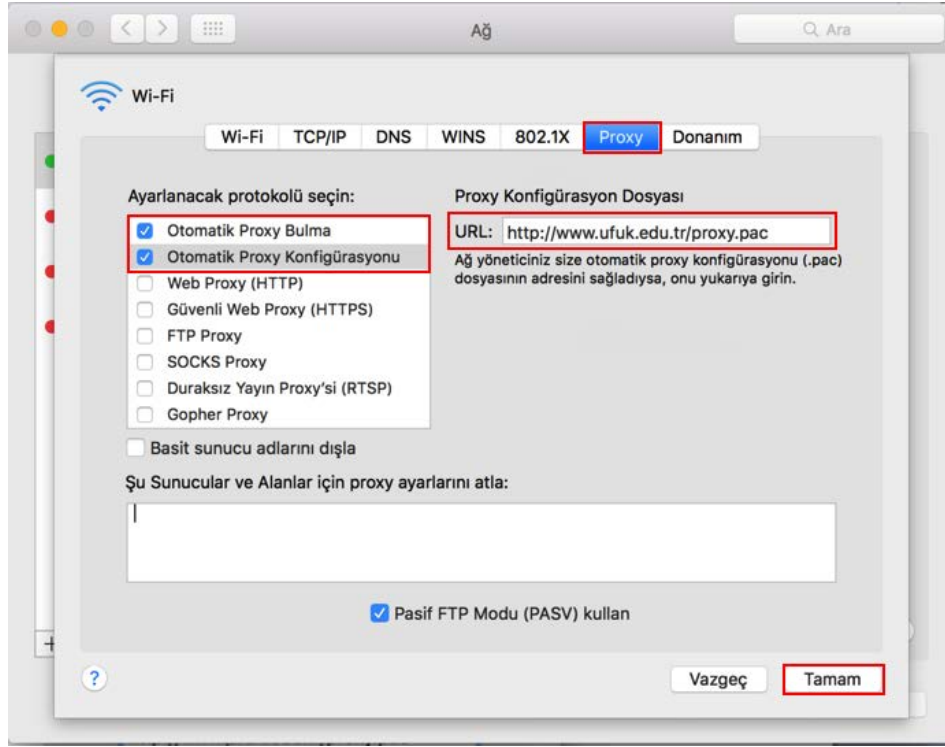 Ağ
Ara
Wi-Fi
Wi-Fi TCP/IP DNS WINS 802.1X Proxy Donanım
Ayarlanacak protokolü seçin:
Otomatik Proxy Bulma
Otomatik Proxy Konfigürasyonu
Web Proxy (HTTP)
Güvenli Web Proxy (HTTPS)
FTP Proxy
SOCKS Proxy
Duraksız Yayın Proxy'si (RTSP)
Gopher Proxy
Proxy Konfigürasyon Dosyası
URL: http://www.ufuk.edu.tr/proxy.pac
Ağ yöneticiniz size otomatik proxy konfigürasyonu (.pac)
dosyasının adresini sağladıysa, onu yukarıya girin.
Basit sunucu adlarını dışla
Şu Sunucular ve Alanlar için proxy ayarlarını atla:
Pasif FTP Modu (PASV) kullan
? Vazgeç Tamam